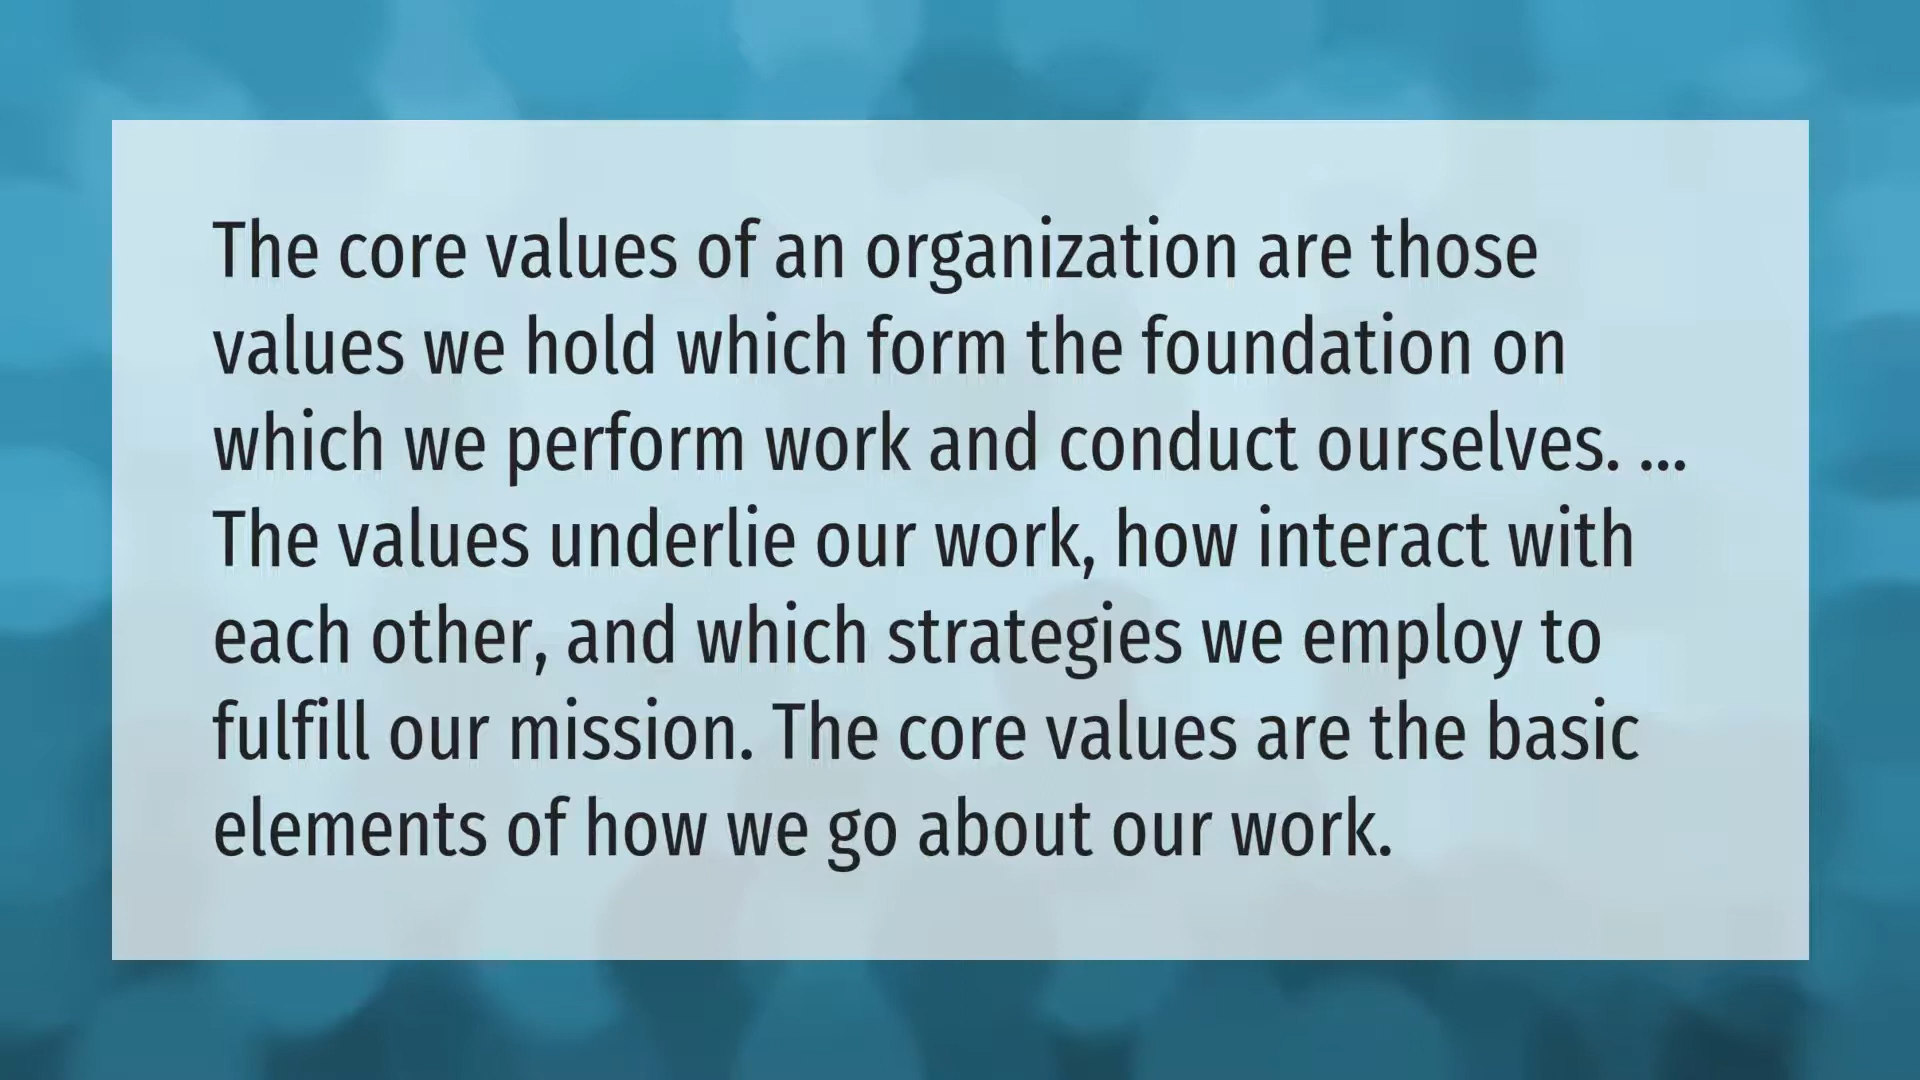 The core values of an organization are those
values we hold which form the foundation on
which we perform work and conduct ourselves. ...
The values underlie our work, how interact with
each other, and which strategies we employ to
fulfill our mission. The core values are the basic
elements of how we go about our work.